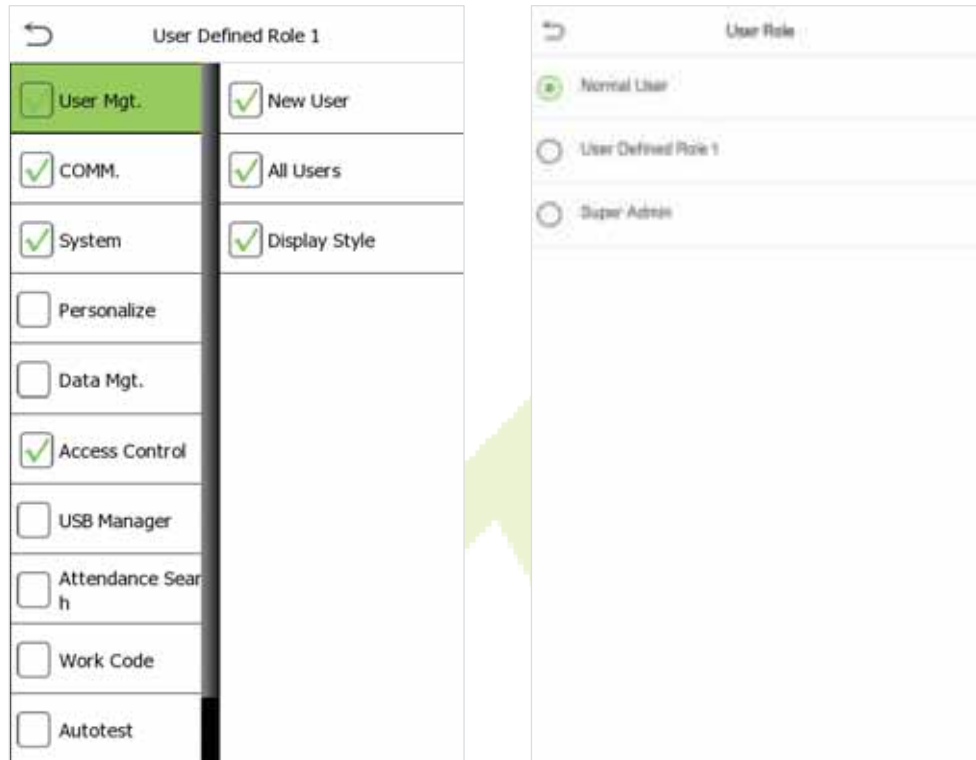 User Defined Role 1
User Mgt.
COMM.
System
Personalize
Data Mgt.
Access Control
USB Manager
Attendance Sear
h
Work Code
Autotest
New User
All Users
Display Style
User Role
Normal User
User Defined Role 1
Super Admin